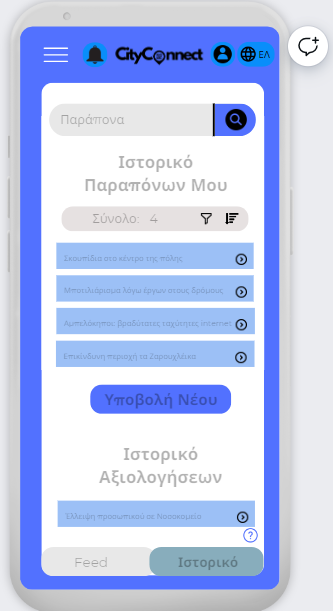 CityConnect
ΕΛ
Παράπονα
Ιστορικό
Παραπόνων Μου
Σύνολο: 4
Σκουπίδια στο κέντρο της πόλης
Μποτιλιάρισμα λόγω έργων στους δρόμους
Αμπελόκηποι: βραδύτατες ταχύτητες internet
Επικίνδυνη περιοχή τα Ζαρουχλέικα
Υποβολή Νέου
Ιστορικό
Αξιολογήσεων
Έλλειψη προσωπικού σε Νοσοκομείο
?
Feed
Ιστορικό